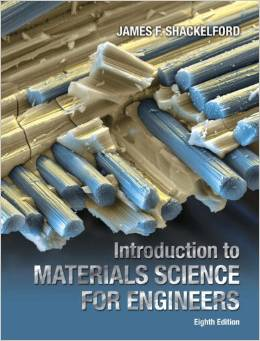 JAMES F. SHACKELFORD
Introduction to
MATERIALS SCIENCE
FOR ENGINEERS
Eighth Edition